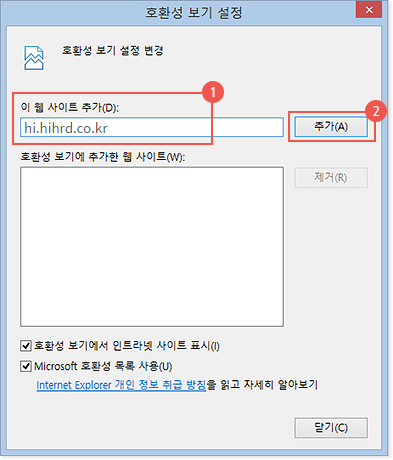 호환성 보기 설정
호환성 보기 설정 변경
1
이 웹 사이트 추가(D):
2
hi.hihrd.co.kr
추가(A)
호환성 보기에 추가한 웹 사이트(W):
제거(R)
호환성 보기에서 인트라넷 사이트 표시(I)
Microsoft 호환성 목록 사용(U)
Internet Explorer 개인 정보 취급 방침을 읽고 자세히 알아보기
닫기(C)